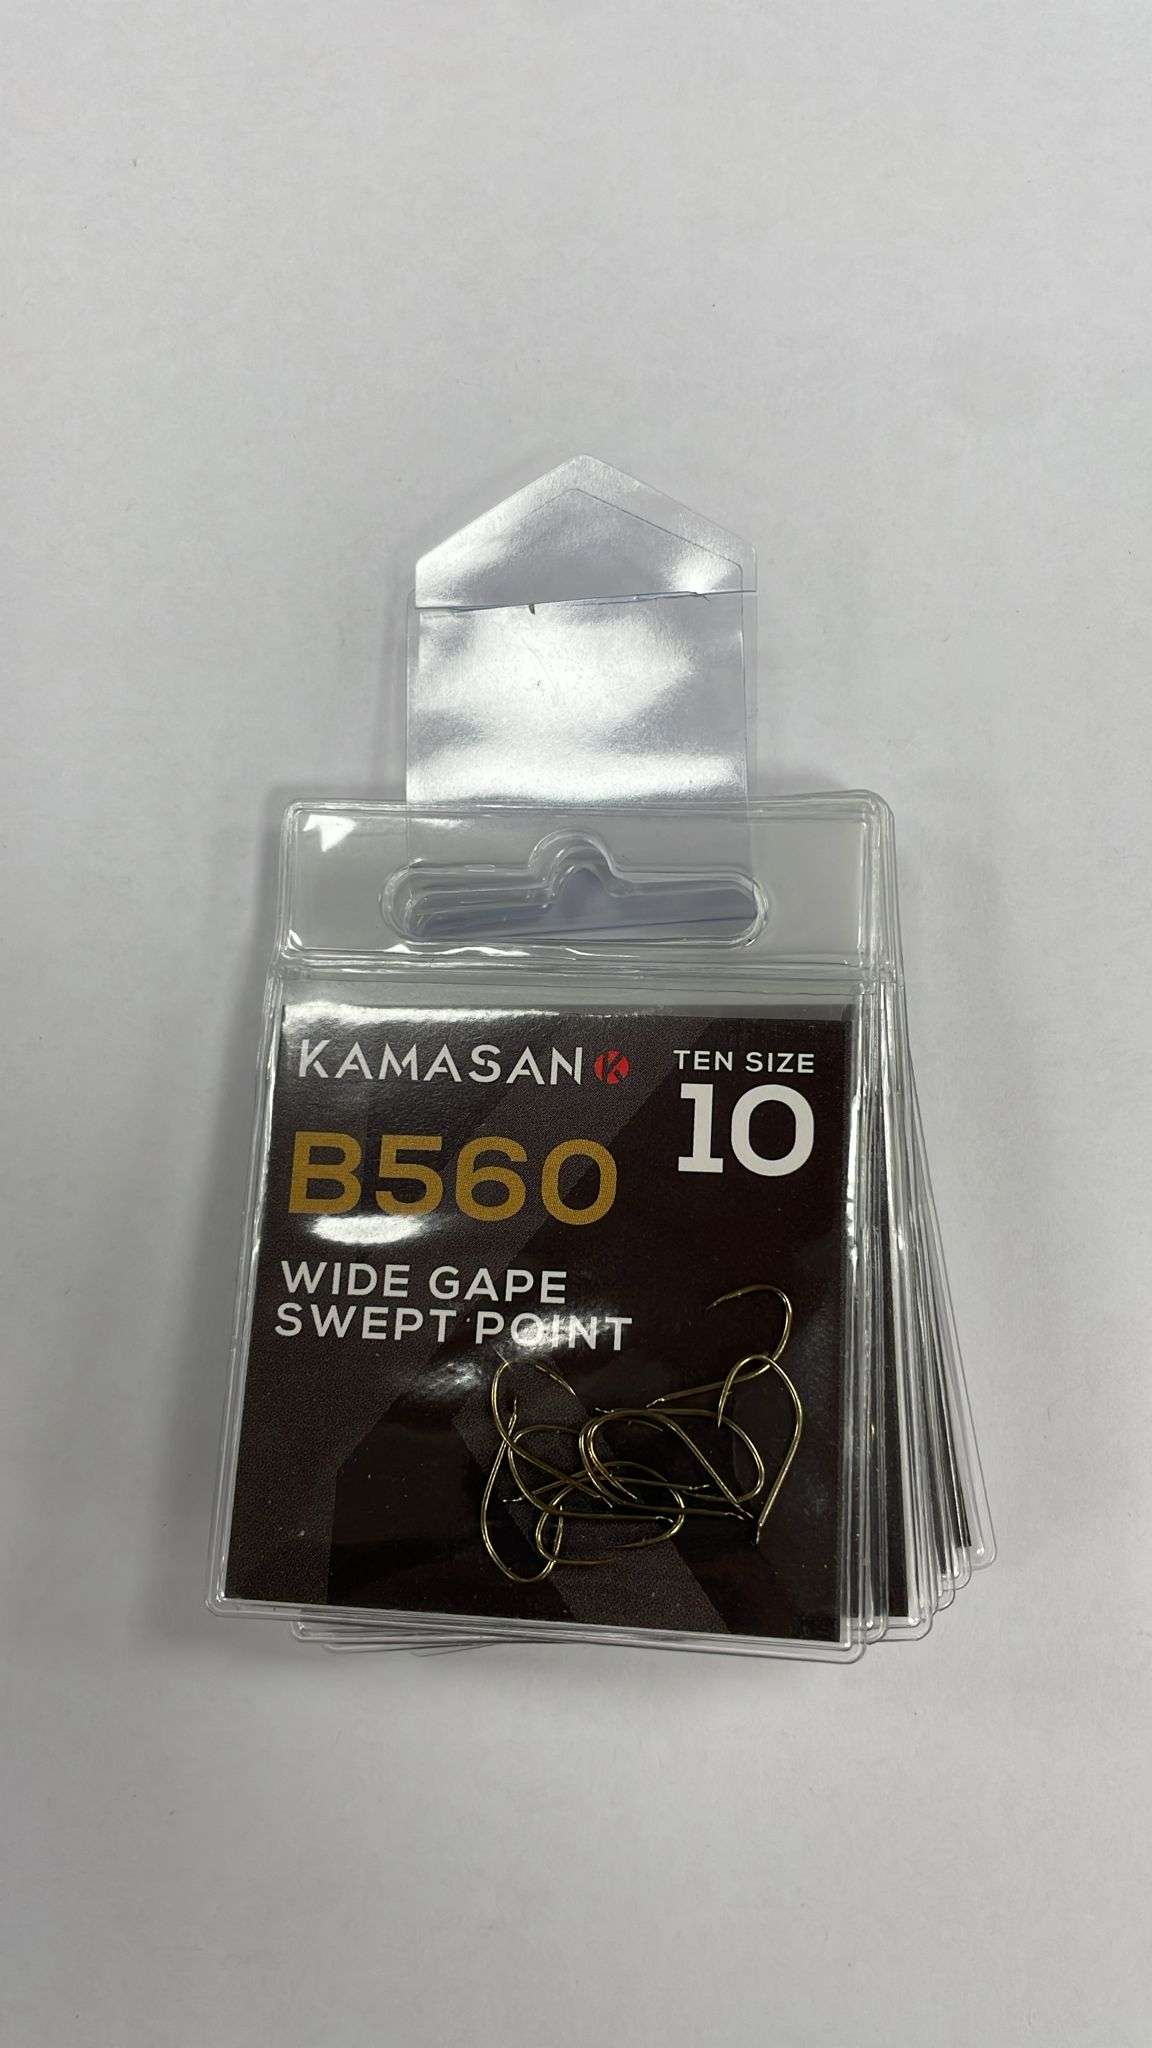 KAMASAN
TEN SIZE
10
B560
WIDE GAPE
SWEPT POINT